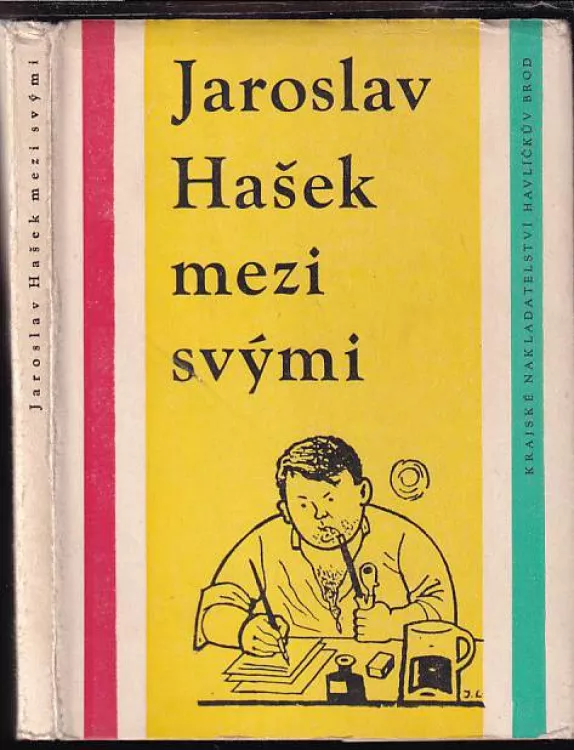 Jaroslav Hašek mezi svými
Jaroslav
Hašek
mezi
svými
KRAJSKÉ NAKLADATELSTVÍ HAVLÍČKŮV BROD